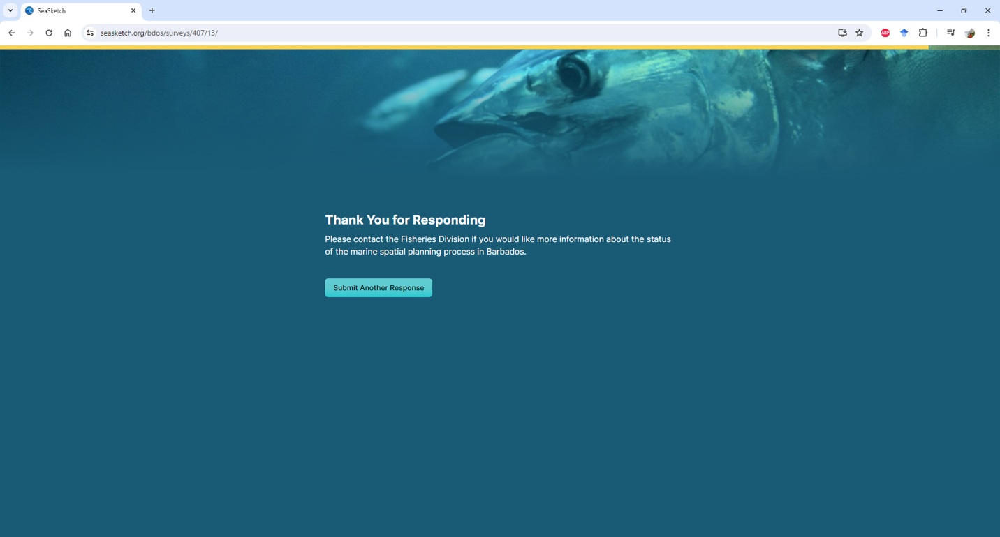 SeaSketch
seasketch.org/bdos/surveys/407/13/
ABP
Thank You for Responding
Please contact the Fisheries Division if you would like more information about the status
of the marine spatial planning process in Barbados.
Submit Another Response